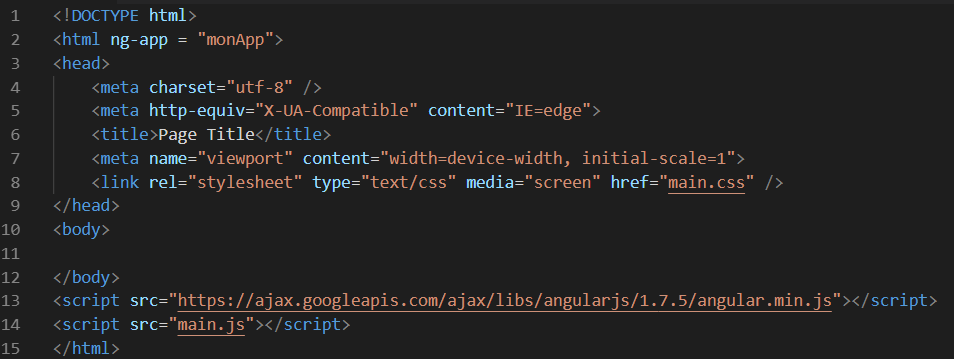 1 <!DOCTYPE html>
2 <html ng-app = "monApp">
3 <head>
4     <meta charset="utf-8" />
5     <meta http-equiv="X-UA-Compatible" content="IE=edge">
6     <title>Page Title</title>
7     <meta name="viewport" content="width=device-width, initial-scale=1">
8     <link rel="stylesheet" type="text/css" media="screen" href="main.css" />
9 </head>
10 <body>
11
12 </body>
13 <script src="https://ajax.googleapis.com/ajax/libs/angularjs/1.7.5/angular.min.js"></script>
14 <script src="main.js"></script>
15 </html>